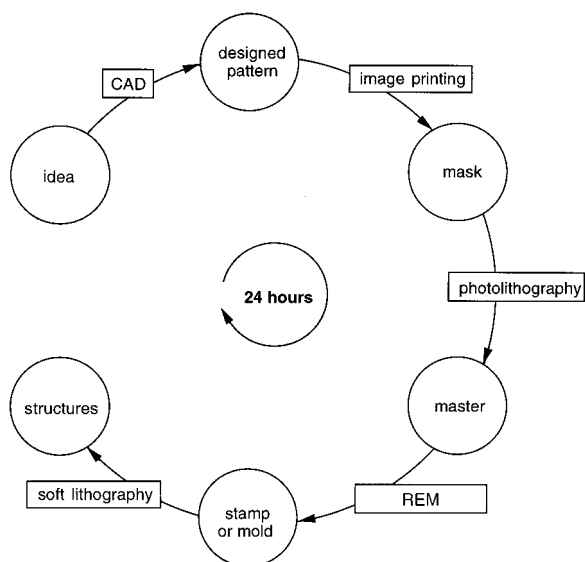 designed
pattern
CAD
image printing
idea
mask
24 hours
photolithography
structures
master
soft lithography
REM
stamp
or mold